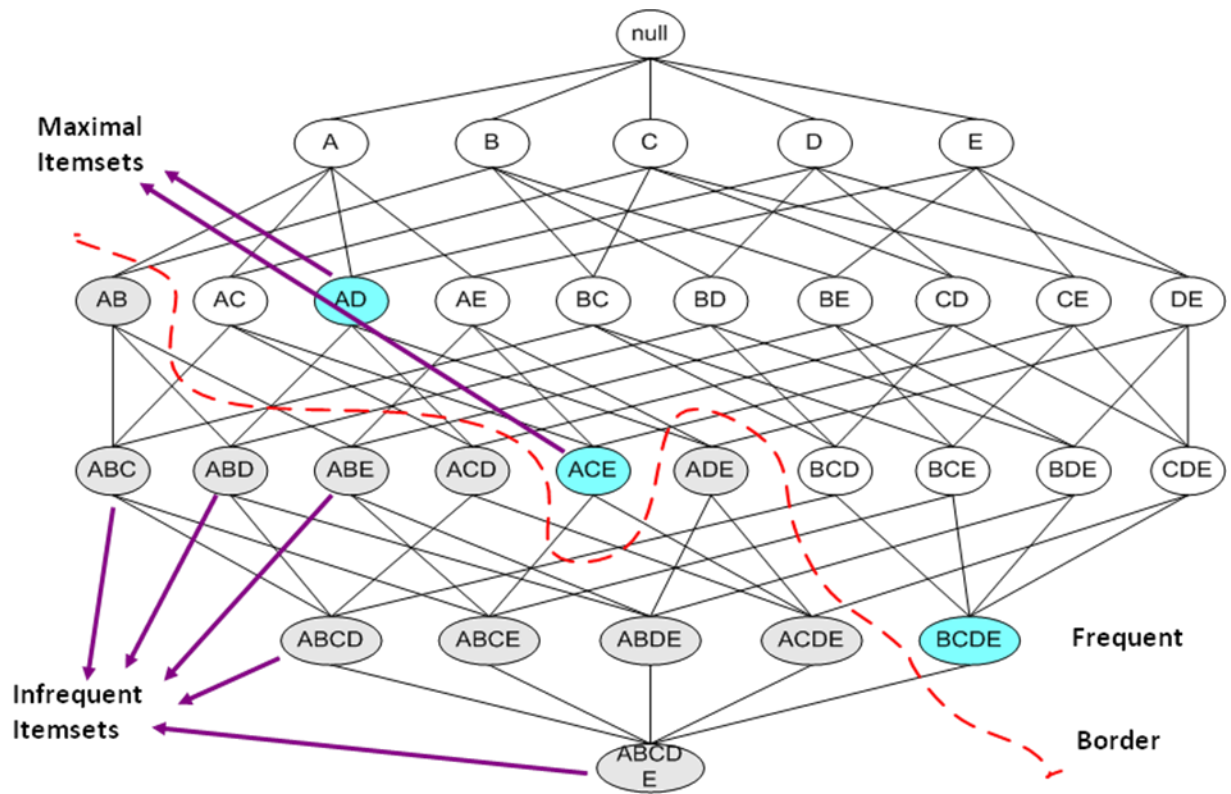 null
Maximal
Itemsets
A B C D E
AB AC AD AE BC BD BE CD CE DE
ABC ABD ABE ACD ACE ADE BCD BCE BDE CDE
ABCD ABCE ABDE ACDE BCDE Frequent
Infrequent
Itemsets
Border
ABCD
E